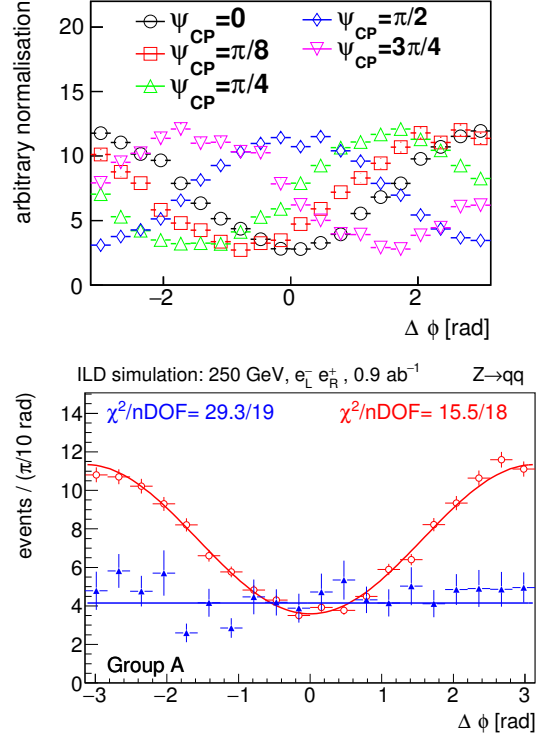 ψCP=0 ψCP=π/2
ψCP=π/8 ψCP=3π/4
ψCP=π/4
arbitrary normalisation
20
15
10
5
0
−2 0 2
Δ ϕ [rad]
ILD simulation: 250 GeV, e⁻L e⁺R , 0.9 ab⁻¹ Z→qq
χ²/nDOF= 29.3/19 χ²/nDOF= 15.5/18
events / (π/10 rad)
14
12
10
8
6
4
2
0
Group A
−3 −2 −1 0 1 2 3
Δ ϕ [rad]